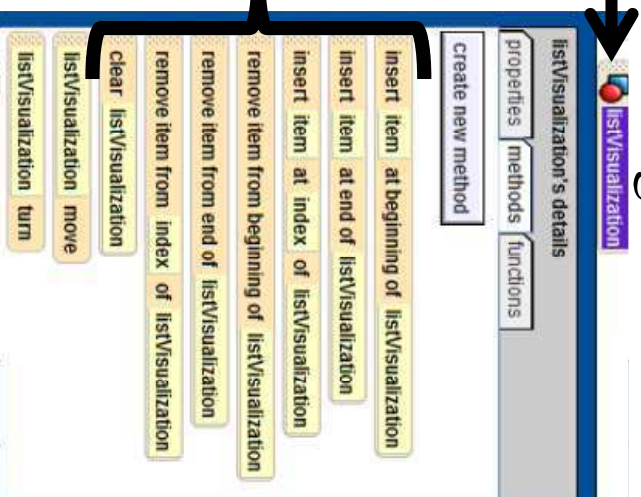 listVisualization
listVisualization's details
properties methods functions
create new method
insert item at beginning of listVisualization
insert item at end of listVisualization
insert item at index of listVisualization
remove item from beginning of listVisualization
remove item from end of listVisualization
remove item from index of listVisualization
clear listVisualization
listVisualization move
listVisualization turn